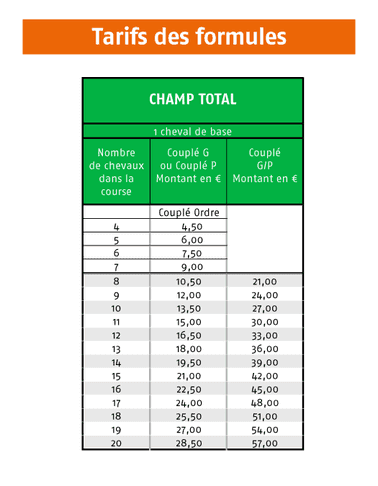 Tarifs des formules
CHAMP TOTAL
1 cheval de base
Nombre de chevaux dans la course
Couplé G ou Couplé P Montant en €
Couplé G/P Montant en €
Couplé Ordre
4 4,50
5 6,00
6 7,50
7 9,00
8 10,50 21,00
9 12,00 24,00
10 13,50 27,00
11 15,00 30,00
12 16,50 33,00
13 18,00 36,00
14 19,50 39,00
15 21,00 42,00
16 22,50 45,00
17 24,00 48,00
18 25,50 51,00
19 27,00 54,00
20 28,50 57,00